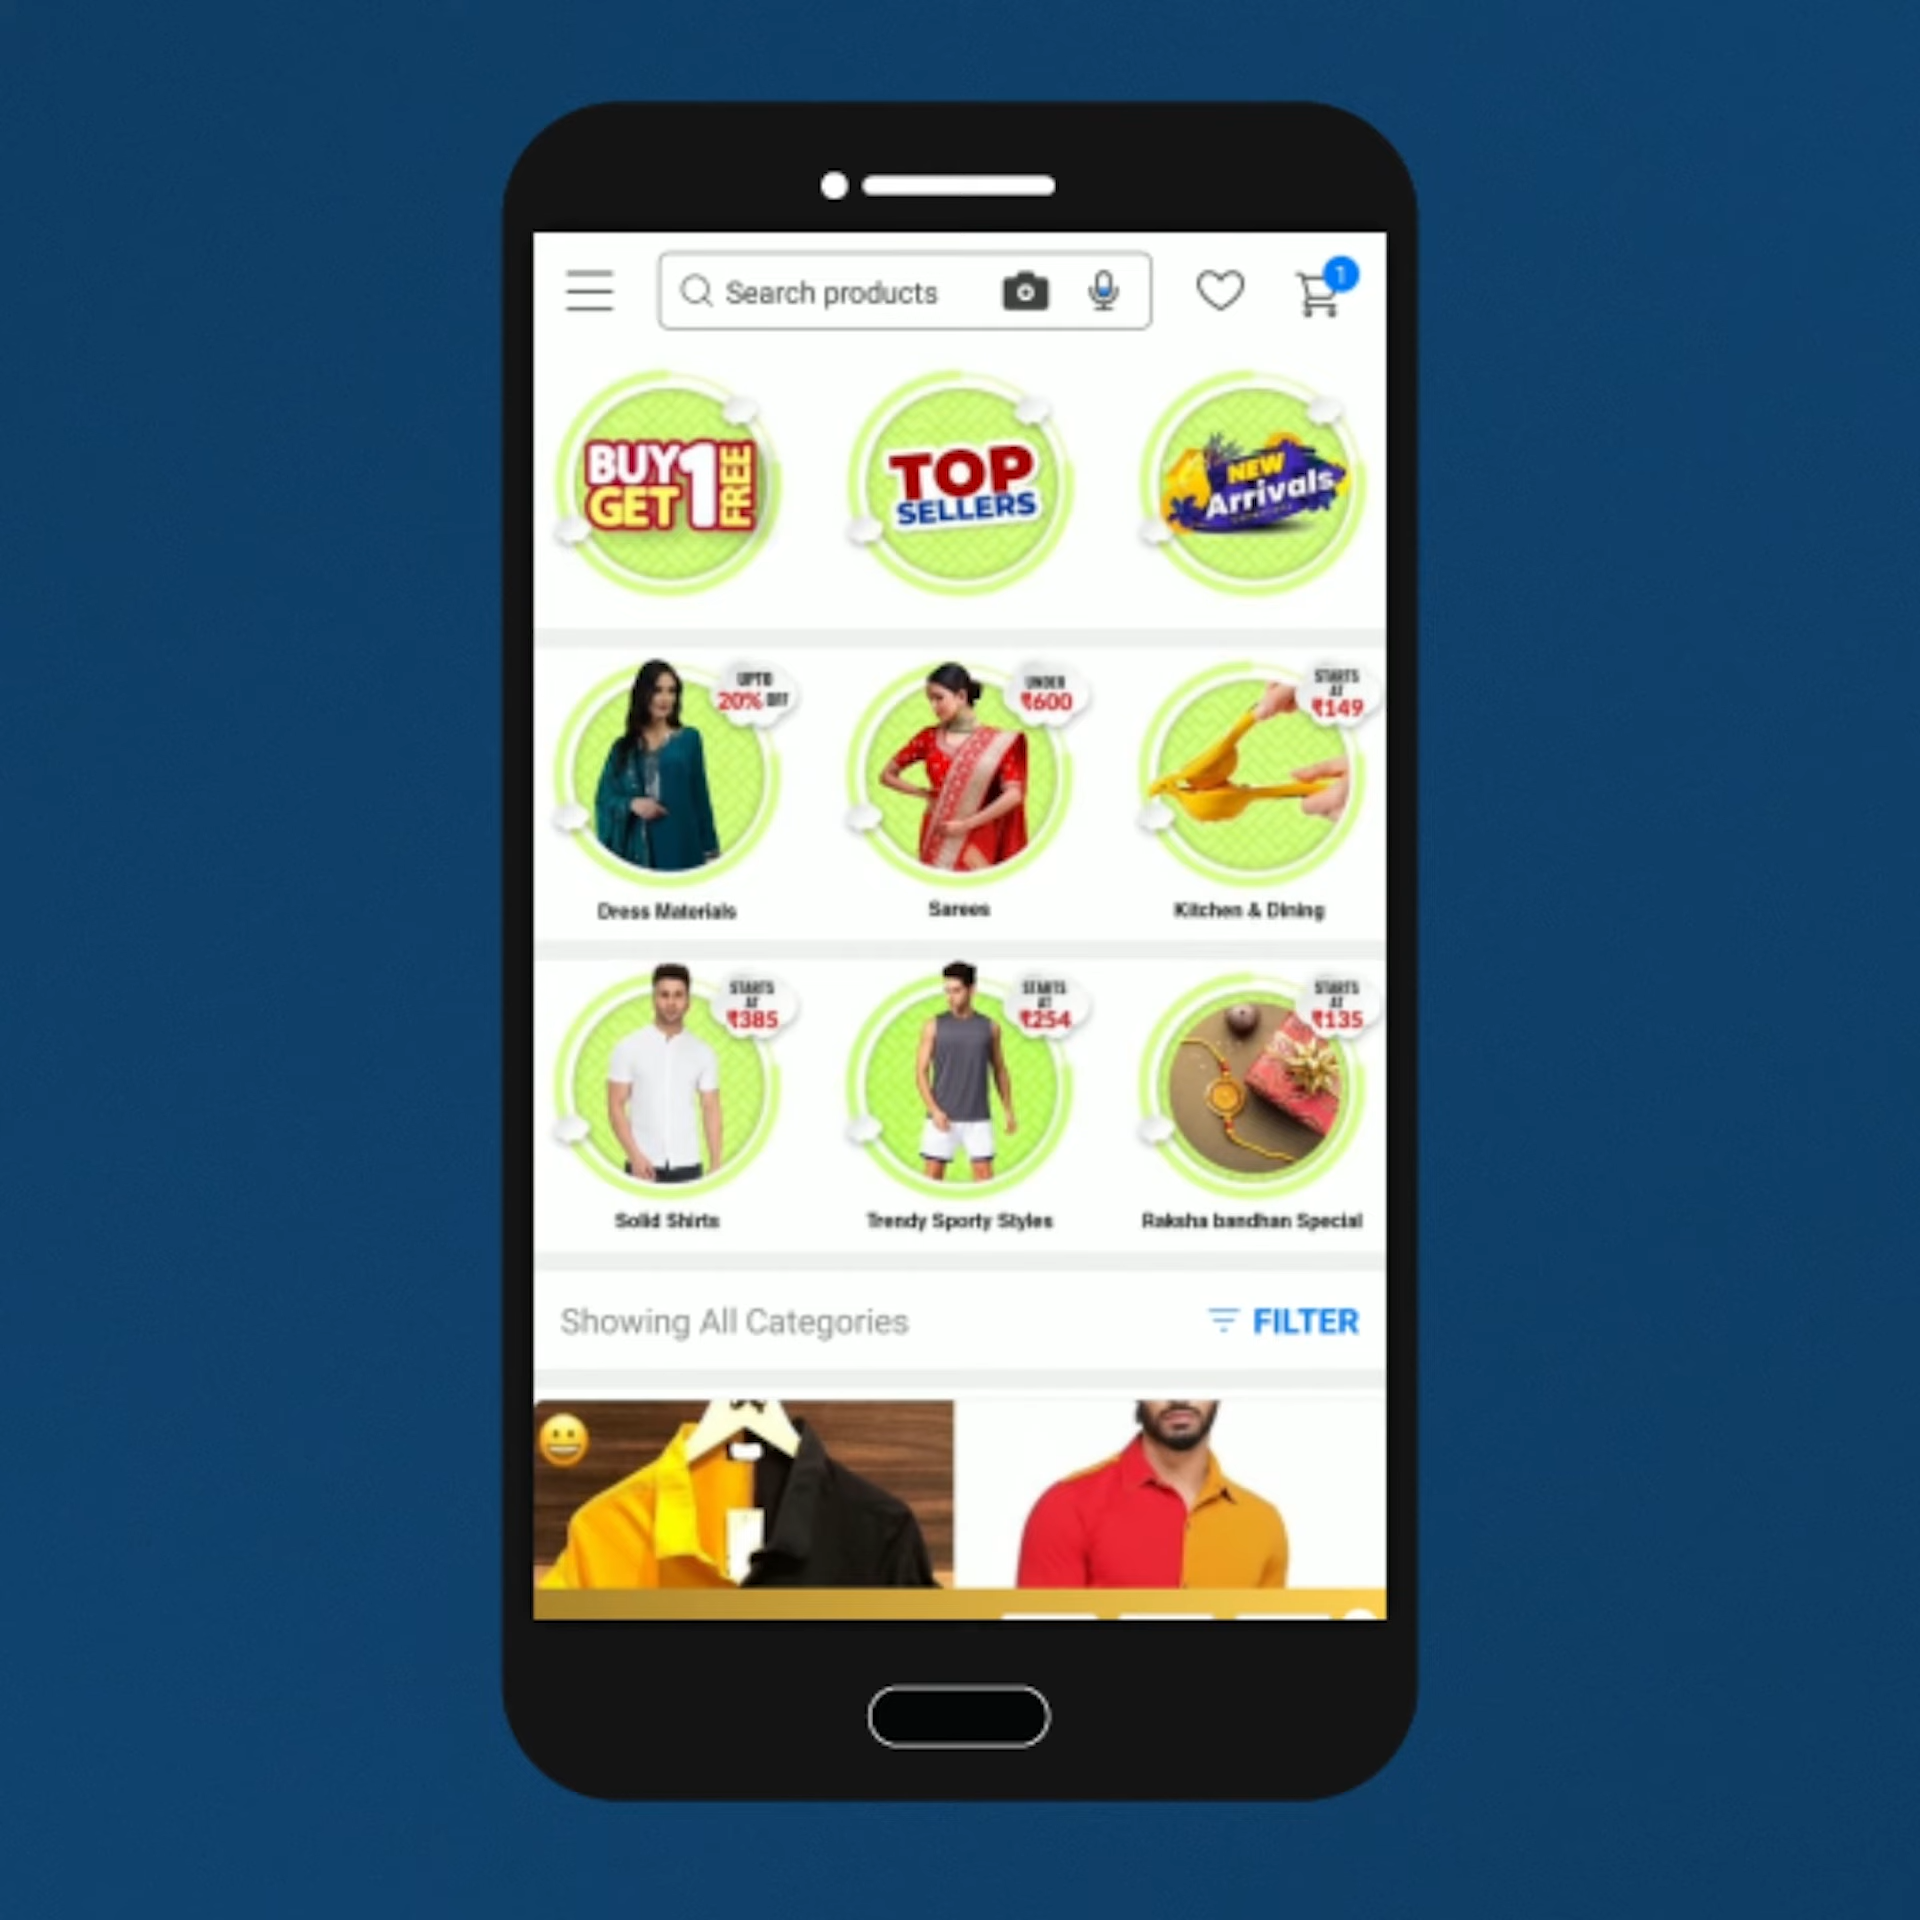 Search products
1
BUY 1 FREE
GET
TOP
SELLERS
NEW
Arrivals
UPTO
20% OFF
UNDER
₹600
STARTS
AT
₹149
Dress Materials
Sarees
Kitchen & Dining
STARTS
AT
₹385
STARTS
AT
₹254
STARTS
AT
₹135
Solid Shirts
Trendy Sporty Styles
Raksha bandhan Special
Showing All Categories
FILTER